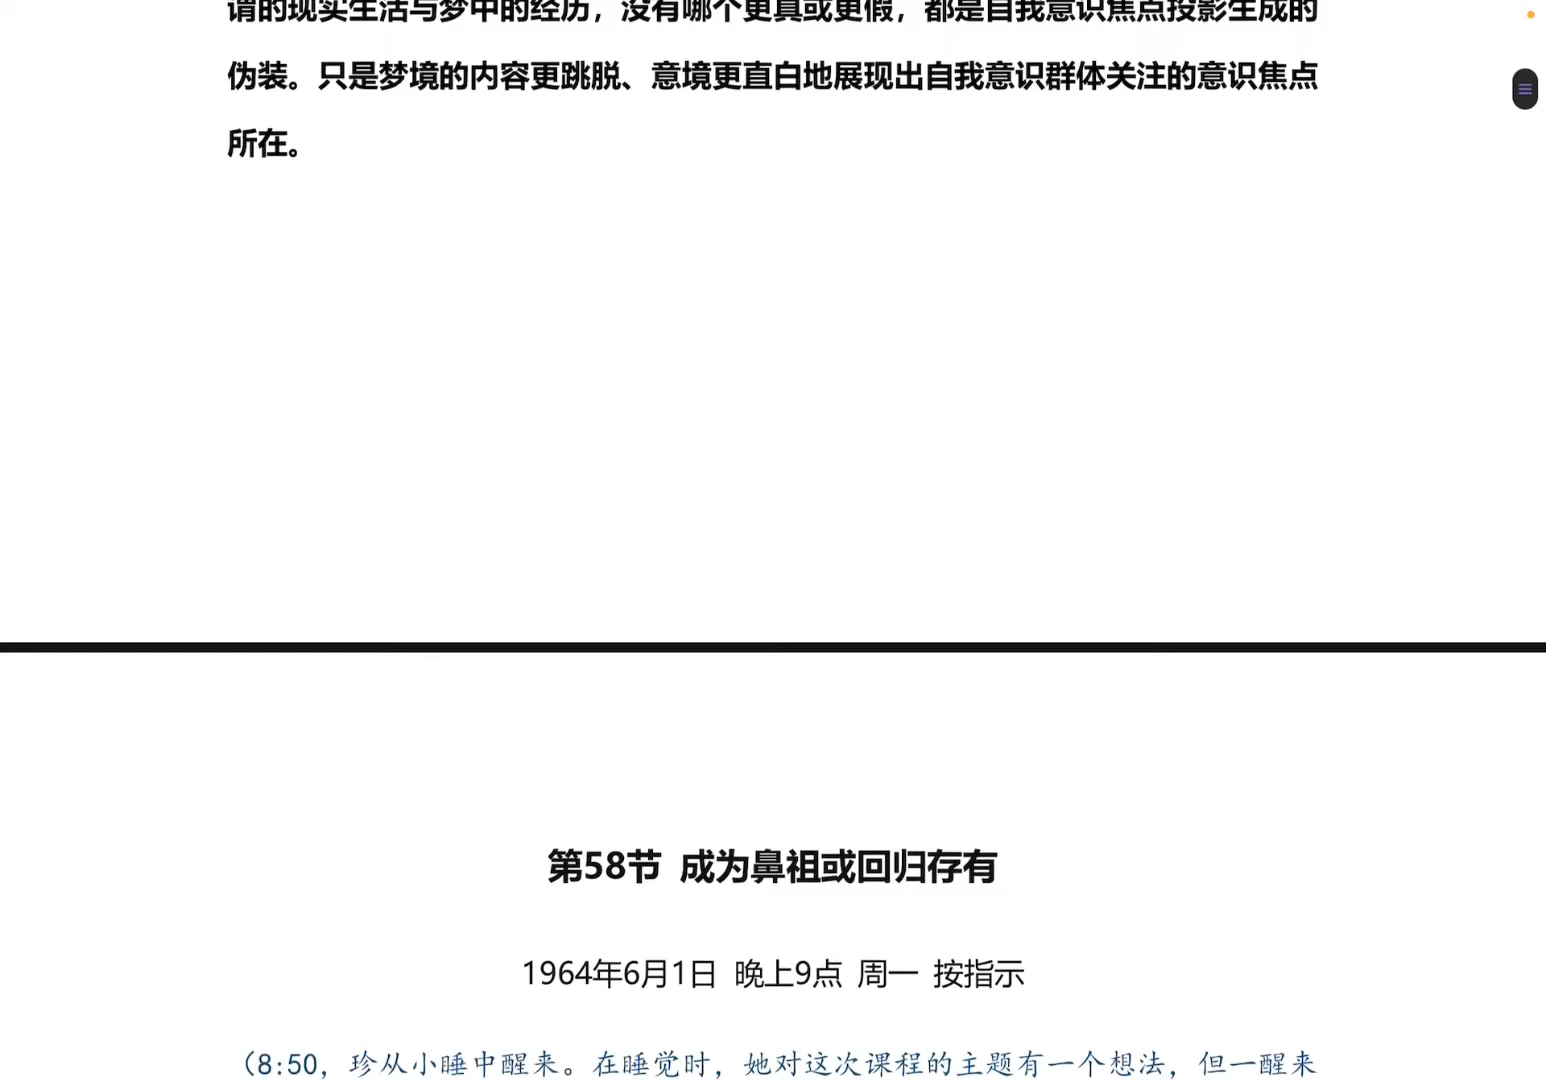 谓的现实生活与梦中的经历，没有哪个更真或更假，都是自我意识焦点投影生成的
伪装。只是梦境的内容更跳脱、意境更直白地展现出自我意识群体关注的意识焦点
所在。
第58节 成为鼻祖或回归存有
1964年6月1日 晚上9点 周一 按指示
（8:50，珍从小睡中醒来。在睡觉时，她对这次课程的主题有一个想法，但一醒来